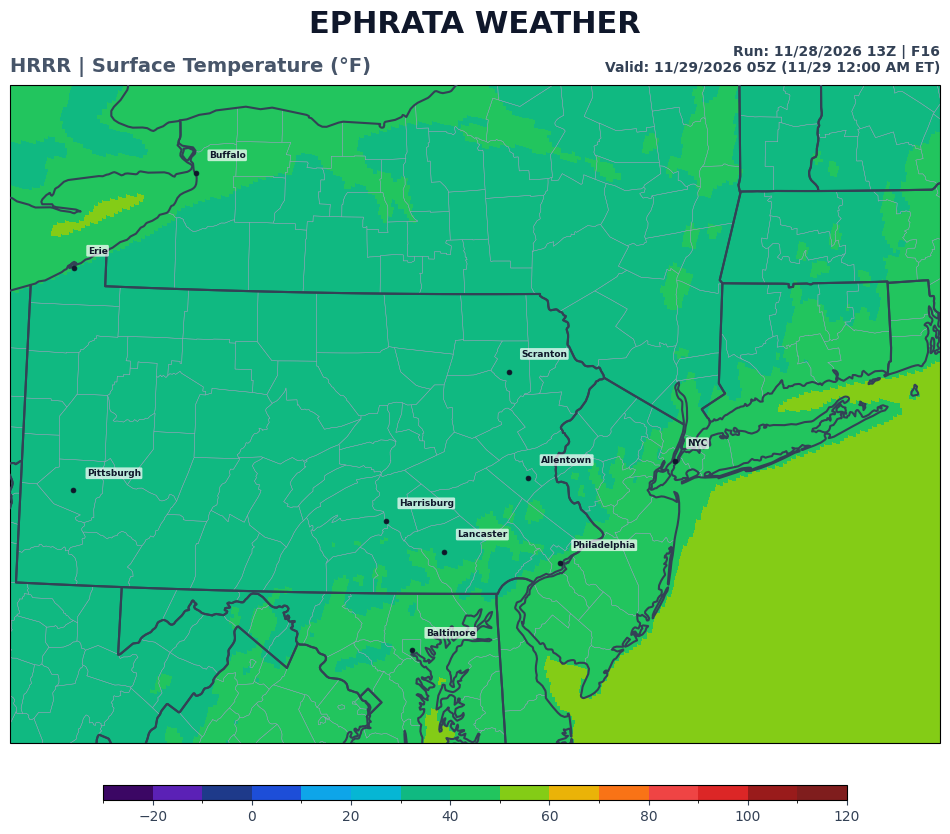 EPHRATA WEATHER
HRRR | Surface Temperature (°F)
Run: 11/28/2026 13Z | F16
Valid: 11/29/2026 05Z (11/29 12:00 AM ET)
Buffalo
Erie
Scranton
NYC
Allentown
Pittsburgh
Harrisburg
Lancaster
Philadelphia
Baltimore
−20 0 20 40 60 80 100 120